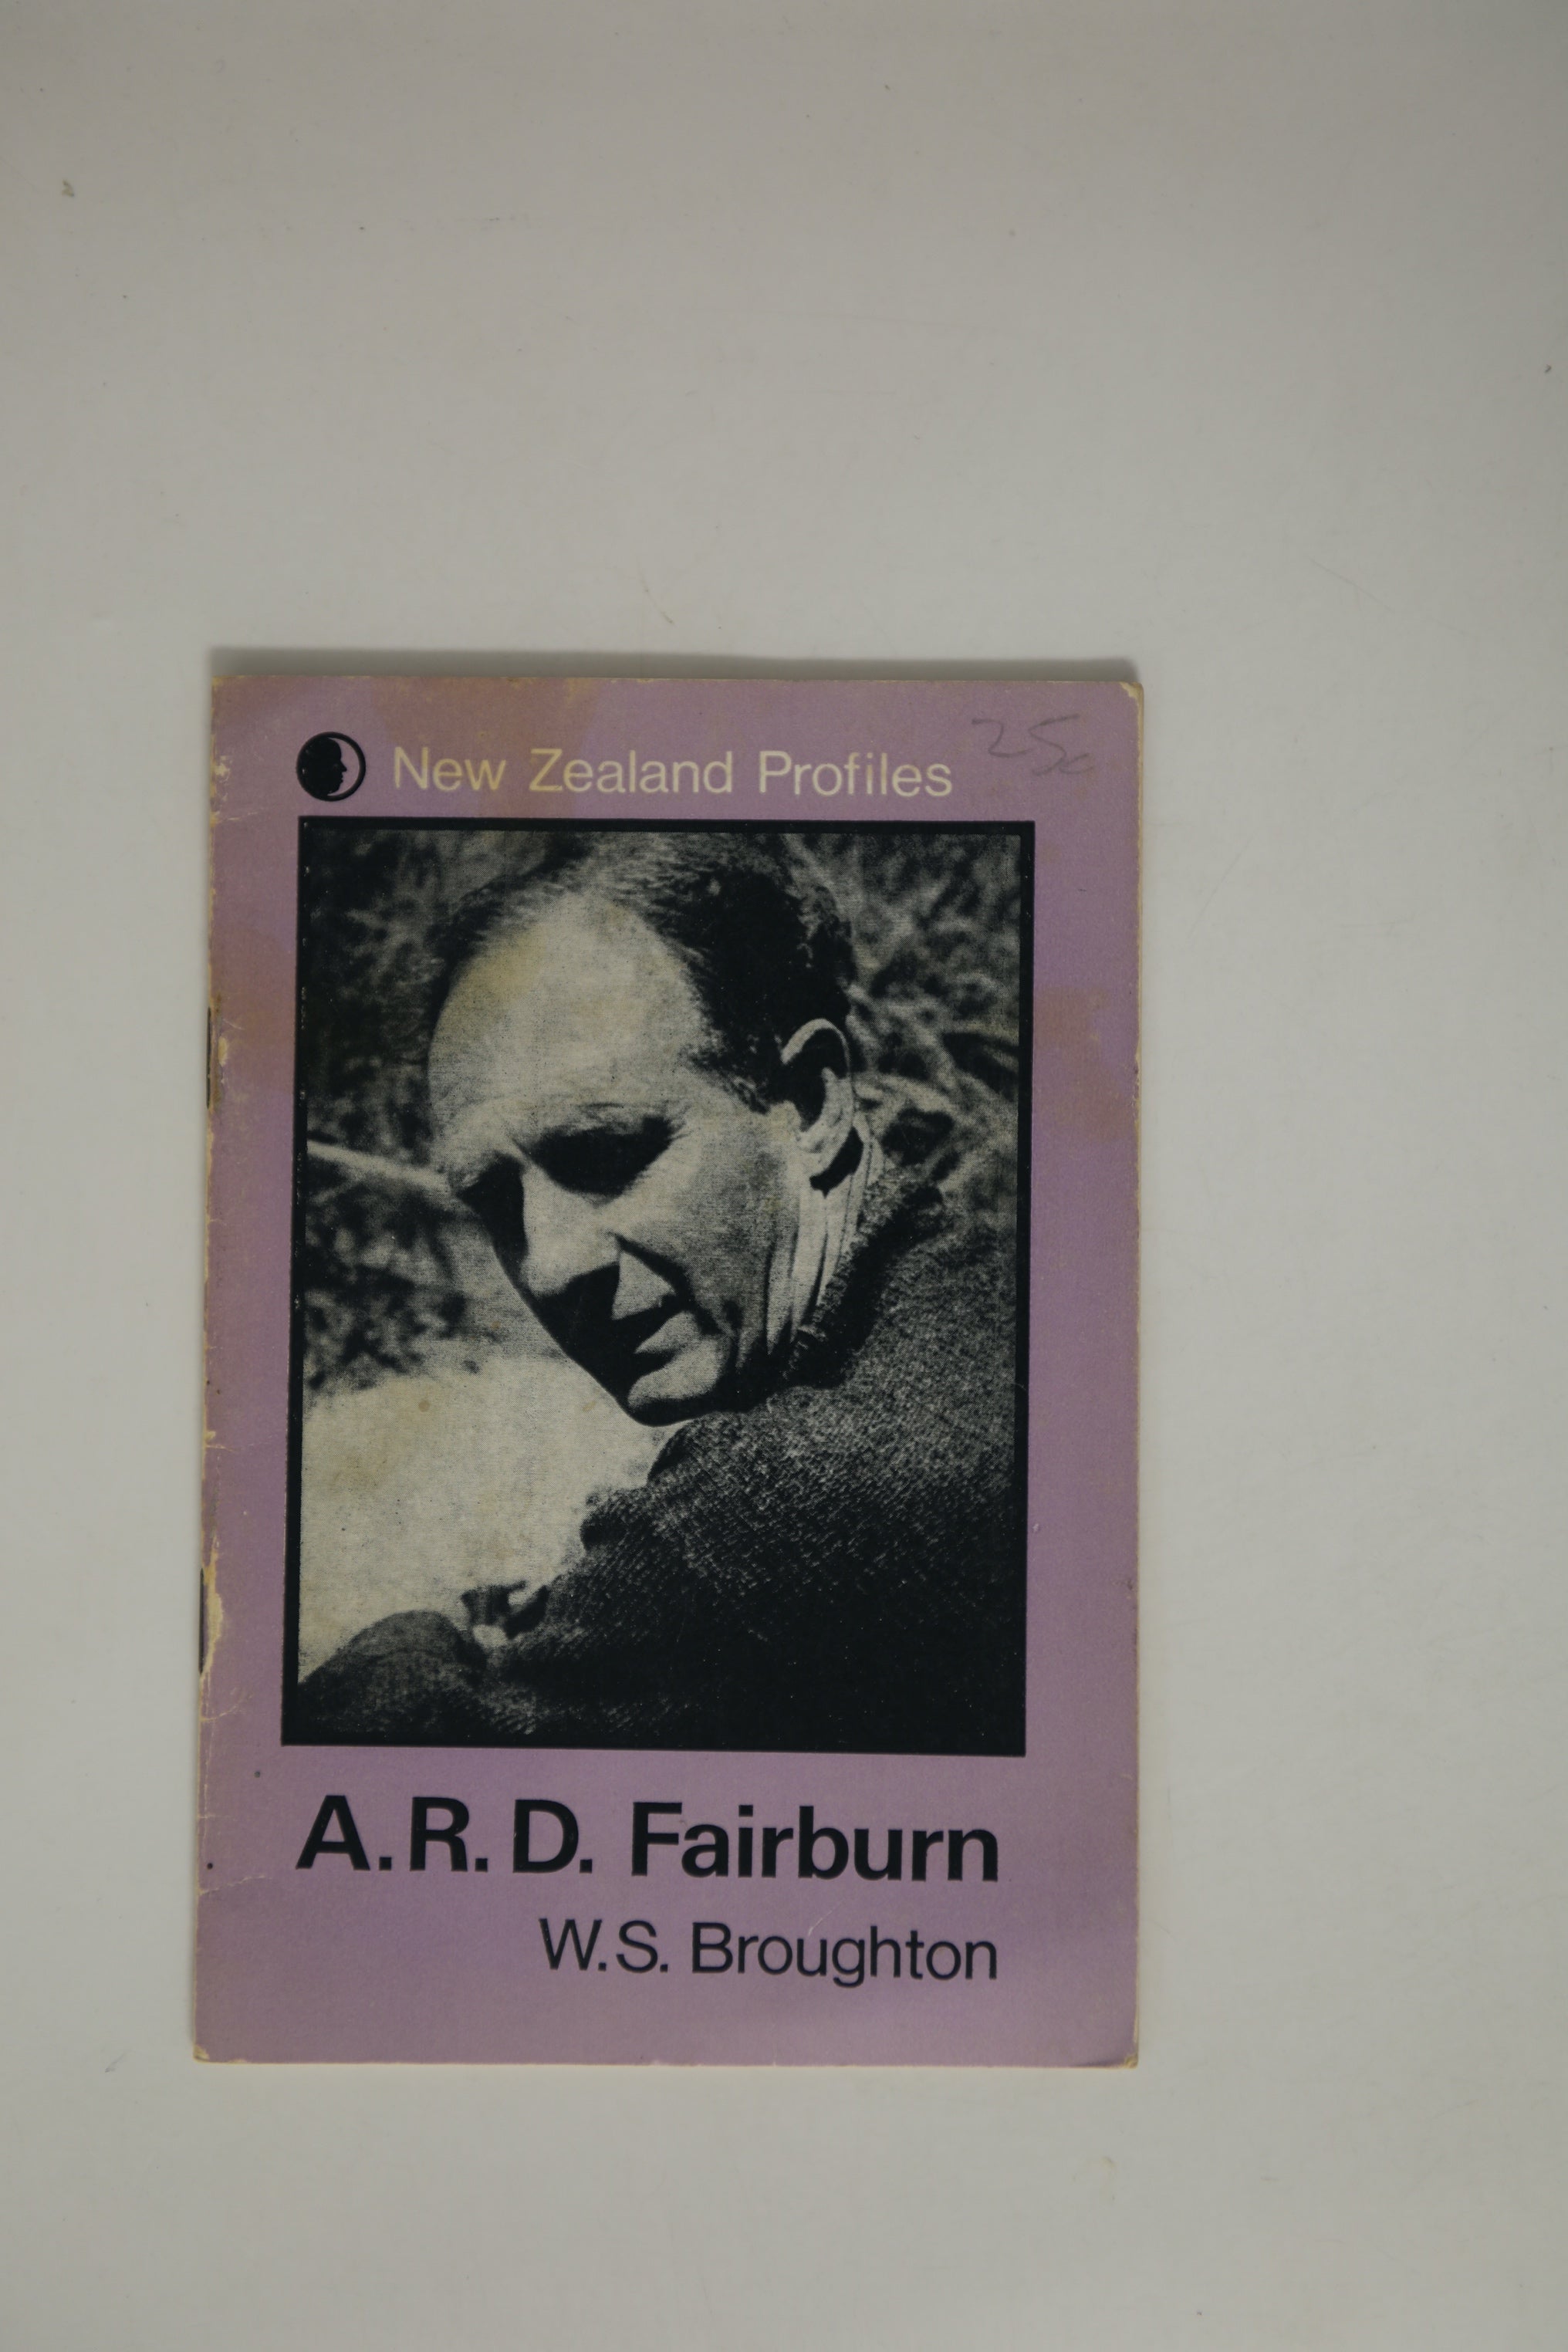 25c
New Zealand Profiles
A.R.D. Fairburn
W.S. Broughton